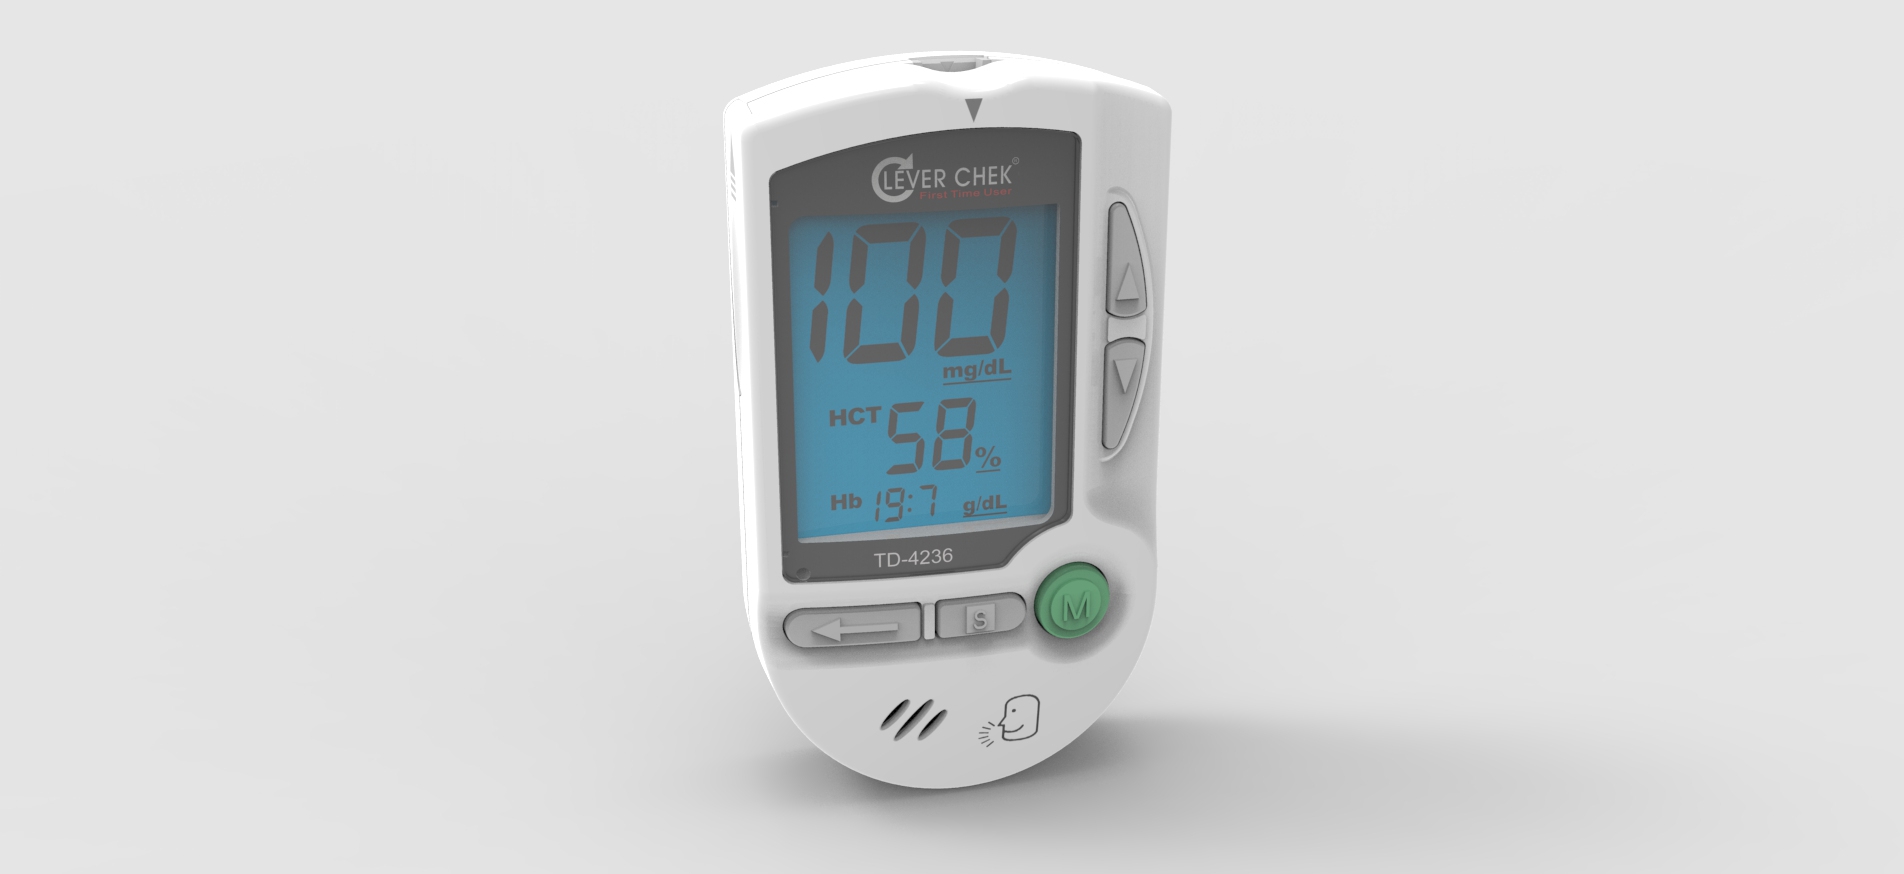 CLEVER CHEK®
First Time User
100
mg/dL
HCT 58 %
Hb 19:7 g/dL
TD-4236
S
M